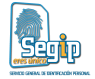 eres único!
Segip
SERVICIO GENERAL DE IDENTIFICACIÓN PERSONAL